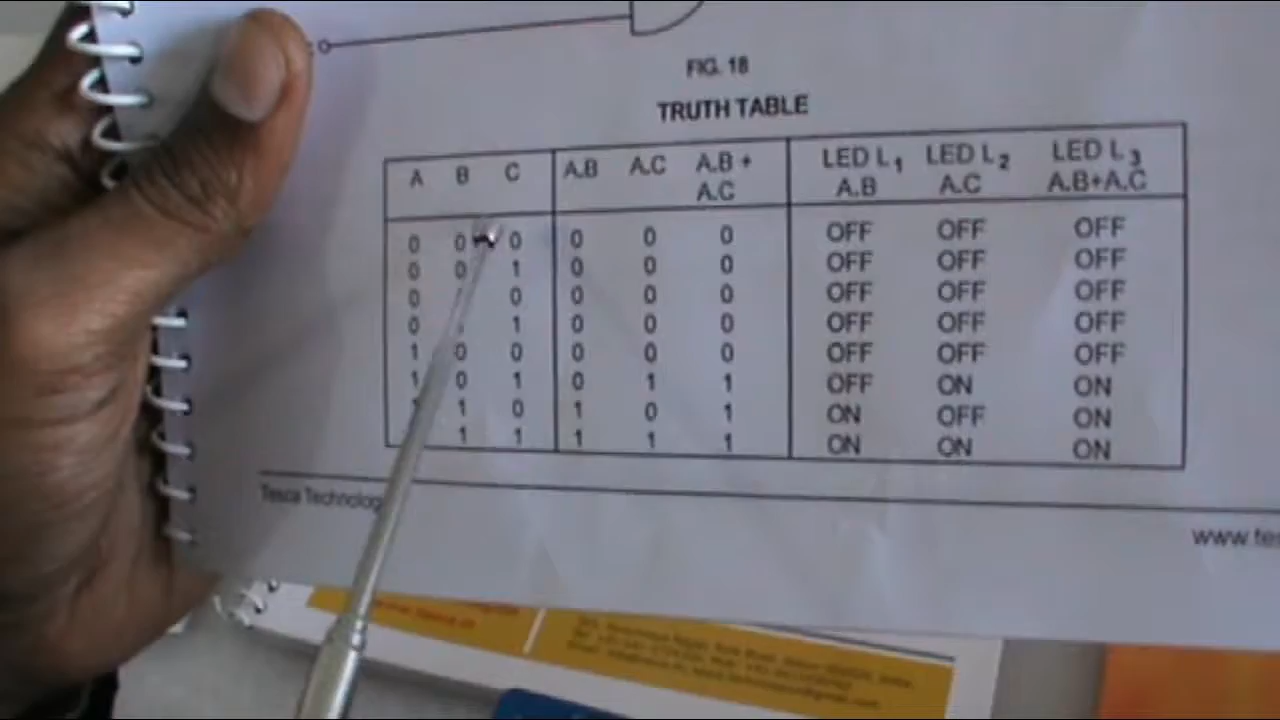 FIG. 18
TRUTH TABLE
A B C A.B A.C A.B + A.C LED L1 A.B LED L2 A.C LED L3 A.B+A.C
0 0 0 0 0 0 OFF OFF OFF
0 0 1 0 0 0 OFF OFF OFF
0 0 0 0 0 OFF OFF OFF
0 1 0 0 0 OFF OFF OFF
1 0 0 0 0 0 OFF OFF OFF
1 0 1 0 1 1 OFF ON ON
1 1 0 1 0 1 ON OFF ON
1 1 1 1 1 ON ON ON
Tesca Technolog
www.tes